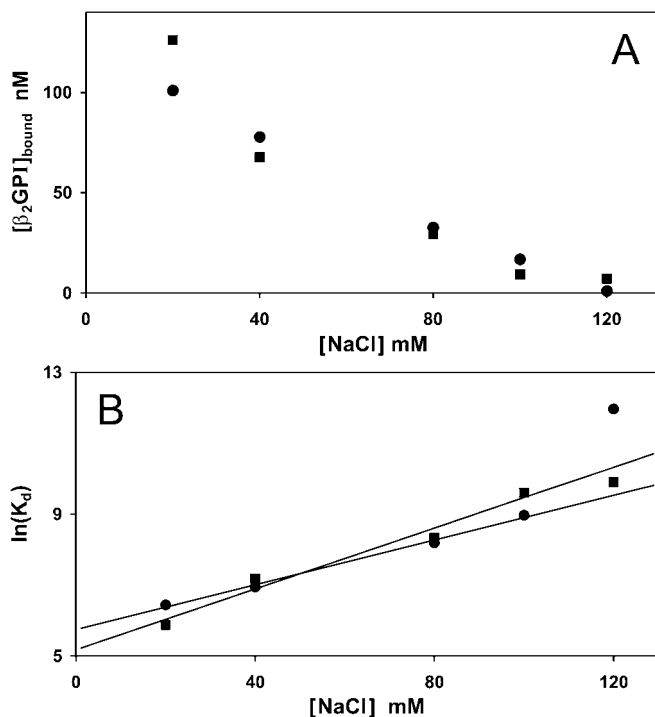 A
100
50
0
[β₂GPI]bound nM
0 40 80 120
[NaCl] mM
B
13
9
5
ln(Kd)
0 40 80 120
[NaCl] mM